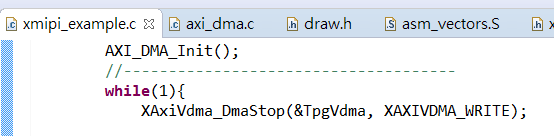 xmipi_example.c axi_dma.c draw.h asm_vectors.S x
AXI_DMA_Init();
//-------------------------------------
while(1){
XAxiVdma_DmaStop(&TpgVdma, XAXIVDMA_WRITE);